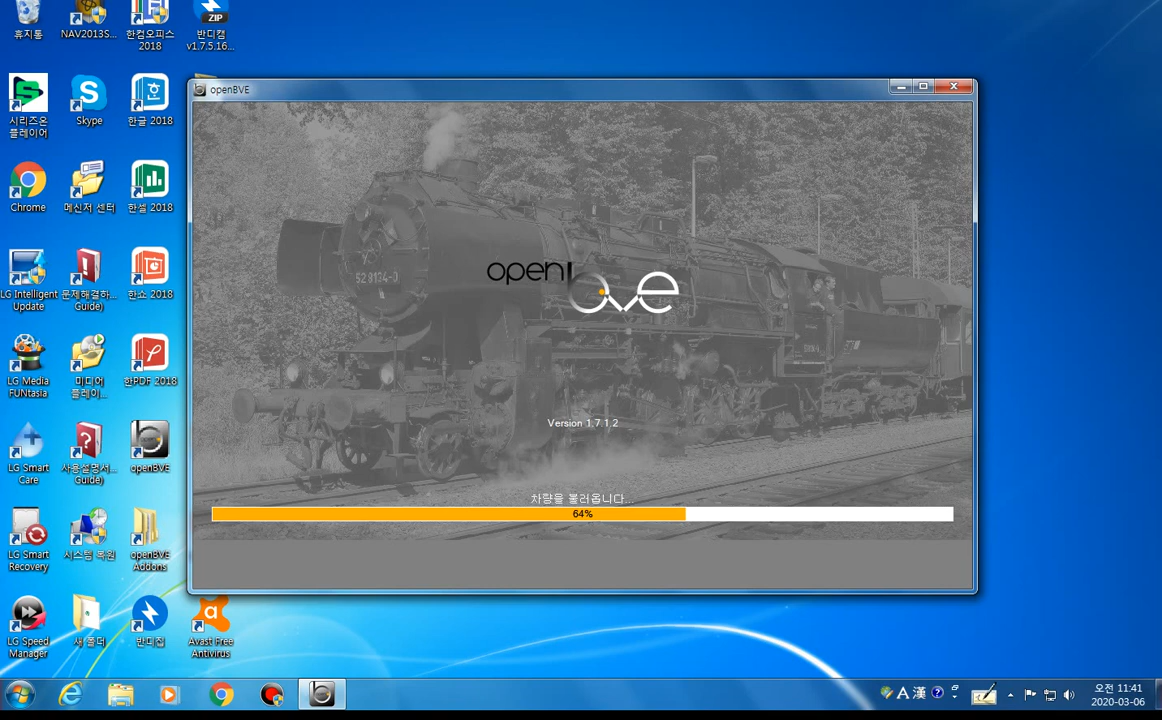 휴지통
NAV2013S...
한컴오피스
2018
반디캠
v1.7.5.16...
ZIP
시리즈온
플레이어
Skype
한글 2018
Chrome
메신저 센터
한셀 2018
LG Intelligent
Update
문제해결하...
Guide)
한쇼 2018
LG Media
FUNtasia
미디어
플레이...
한PDF 2018
LG Smart
Care
사용설명서...
Guide)
openBVE
LG Smart
Recovery
시스템 복원
openBVE
Addons
LG Speed
Manager
새 폴더
반디집
Avast Free
Antivirus
openBVE
52 8134-0
openbve
Version 1.7.1.2
차량을 불러옵니다...
64%
A 漢
오전 11:41
2020-03-06